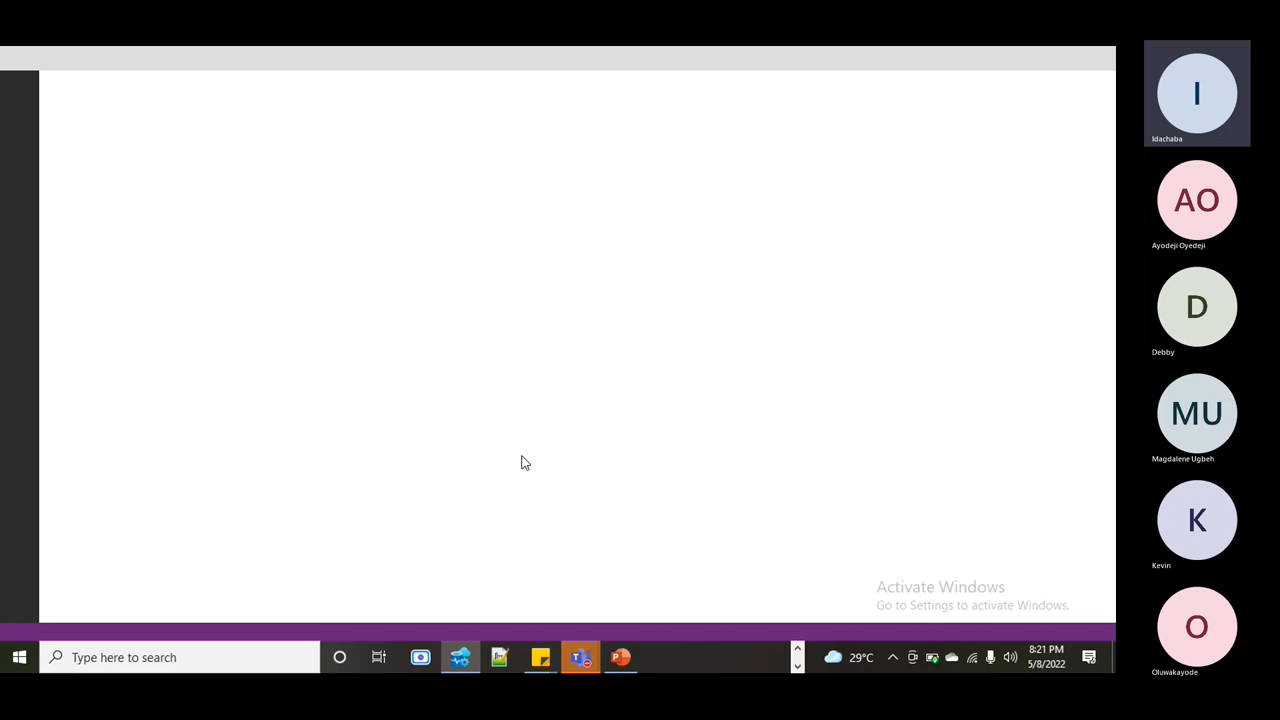 I
Idachaba
AO
Ayodeji Oyedeji
D
Debby
MU
Magdalene Ugbeh
K
Kevin
O
Oluwakayode
Activate Windows
Go to Settings to activate Windows.
Type here to search
29°C
8:21 PM
5/8/2022